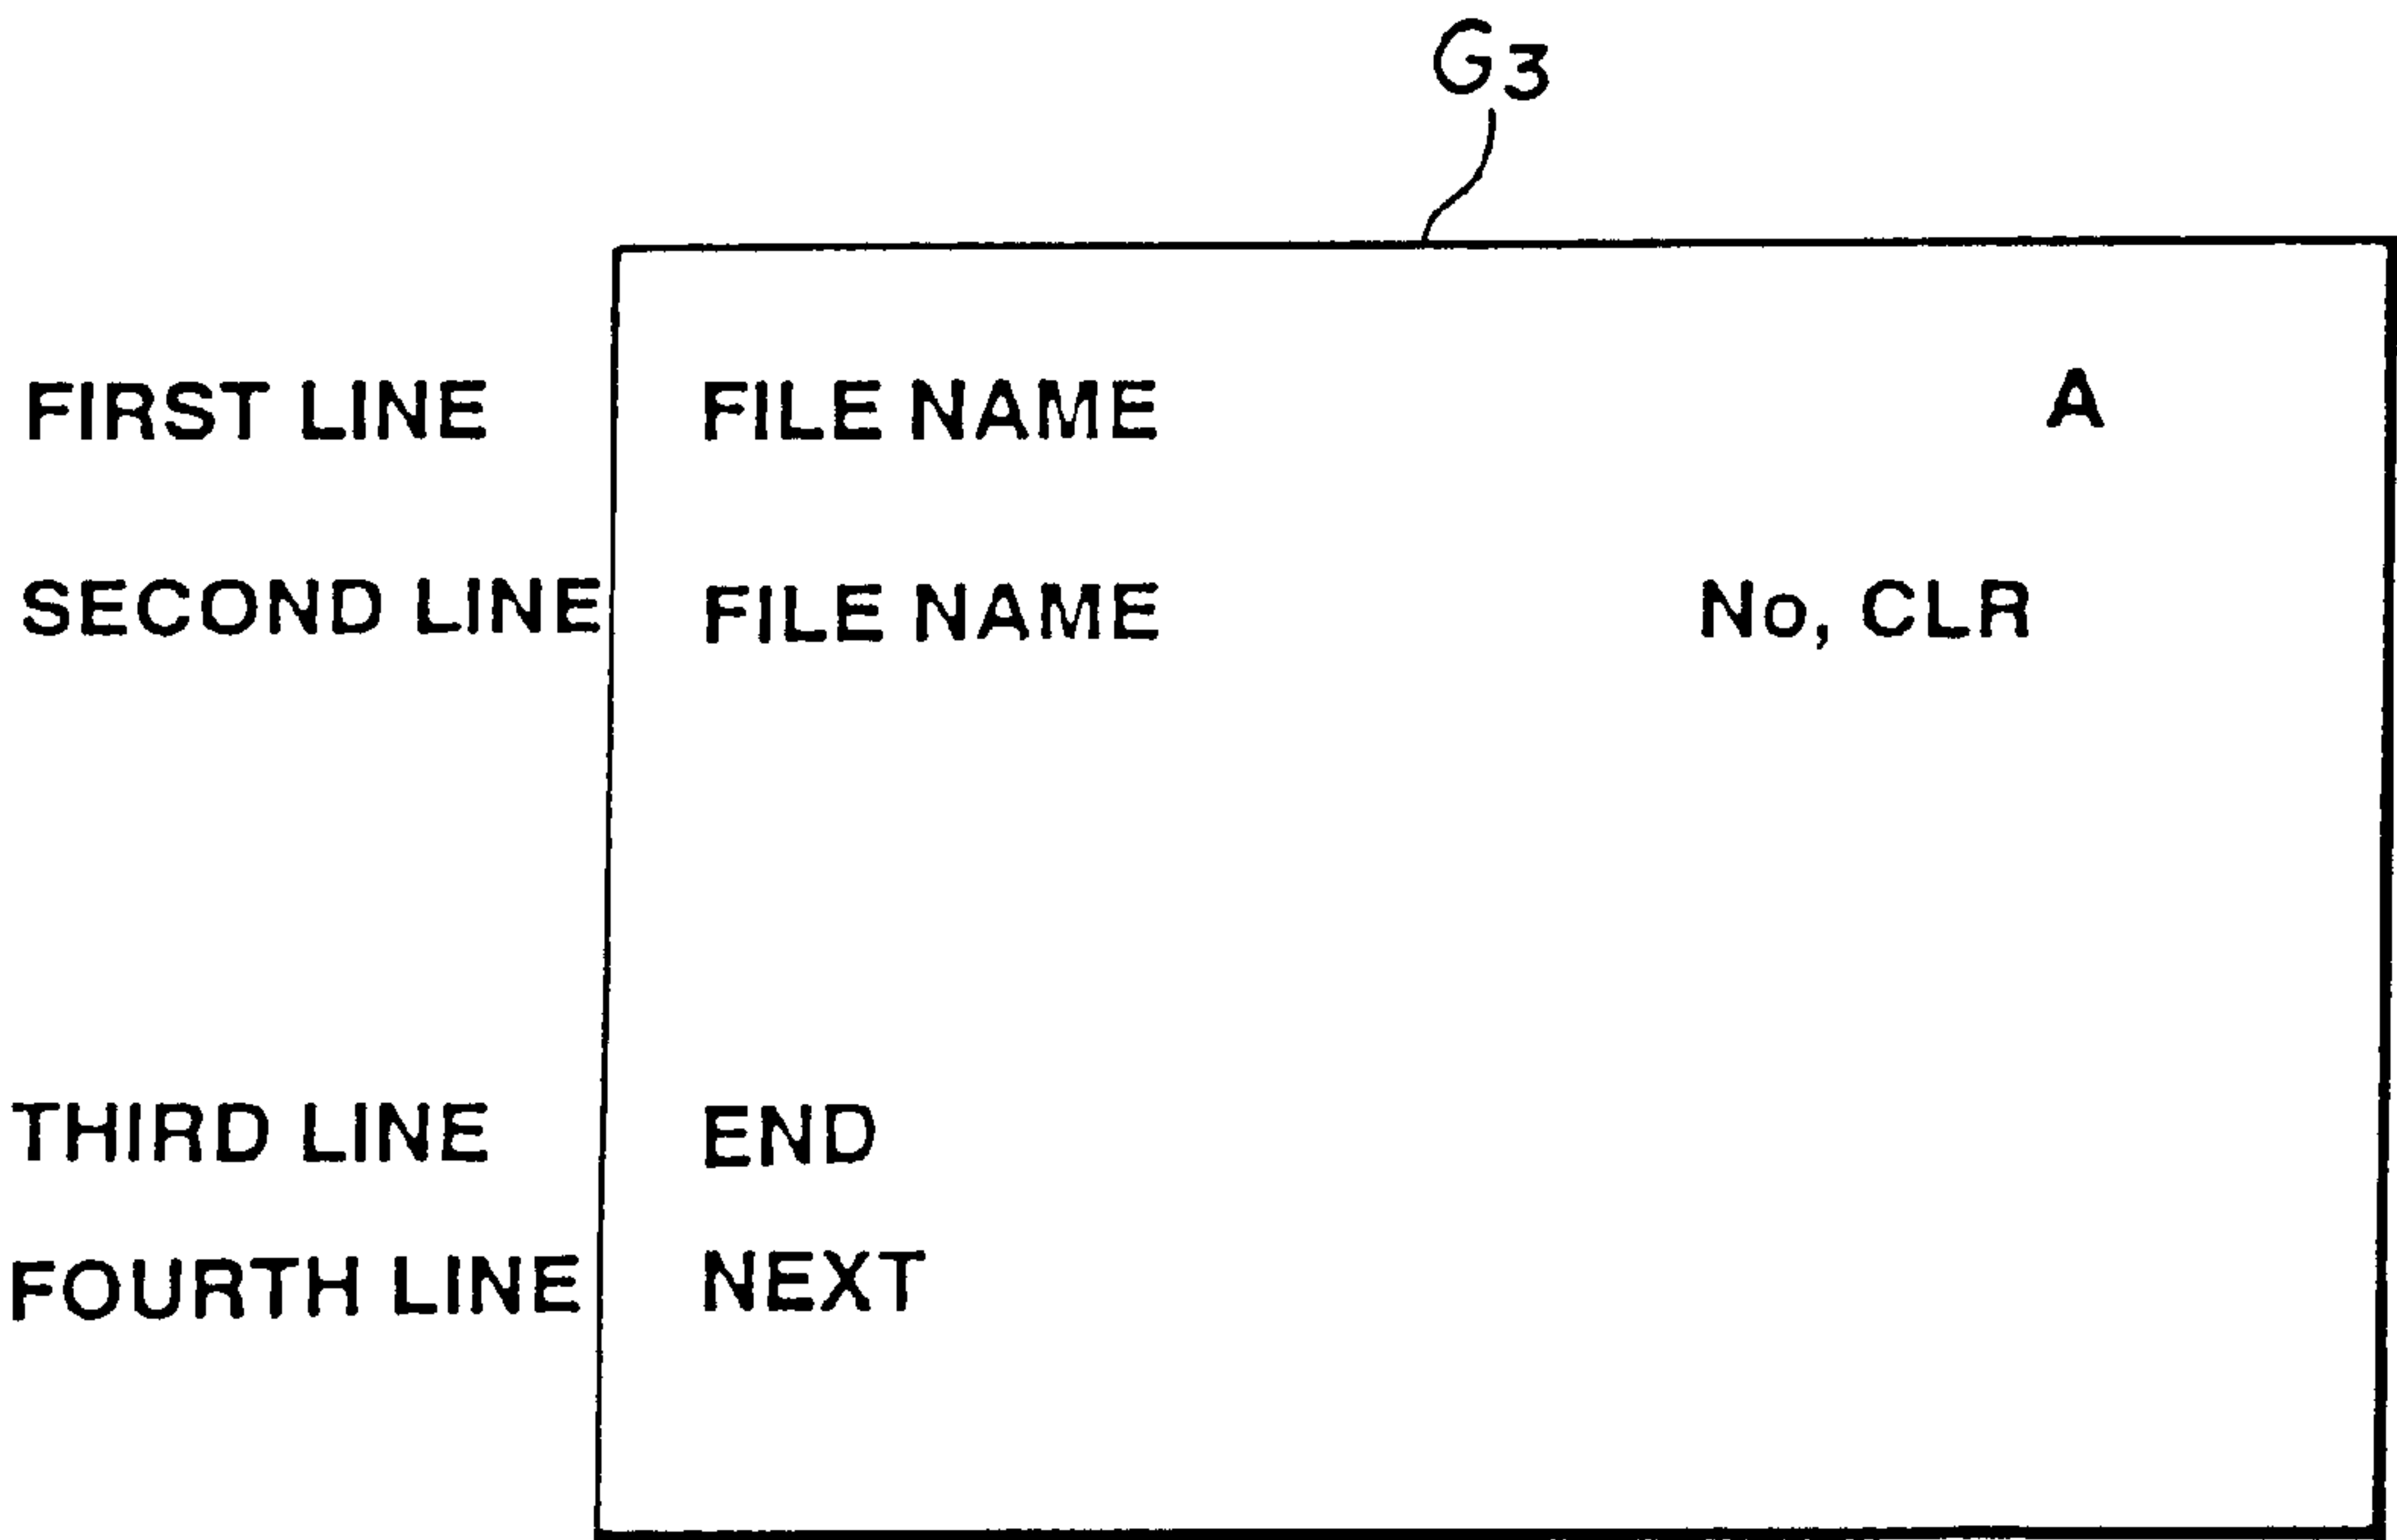 G3
FIRST LINE FILE NAME A
SECOND LINE FILE NAME No, CLR
THIRD LINE END
FOURTH LINE NEXT